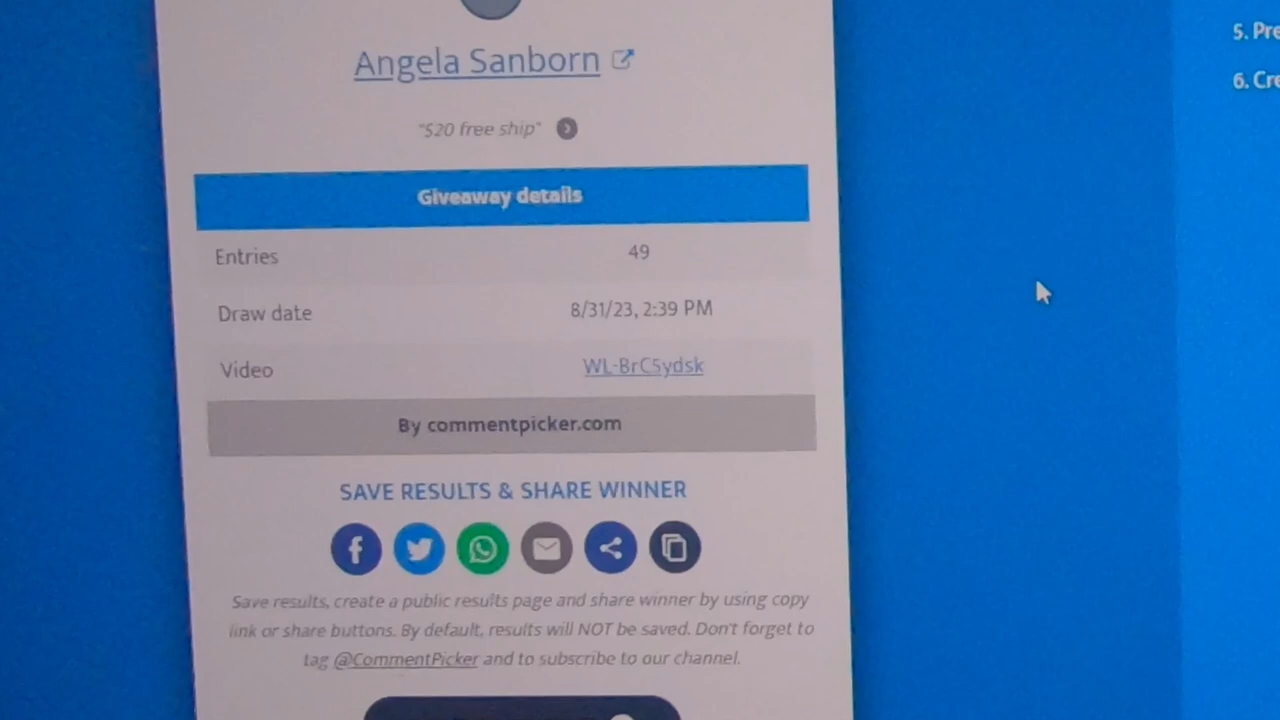 Angela Sanborn
"$20 free ship"
Giveaway details
Entries 49
Draw date 8/31/23, 2:39 PM
Video WL-BrC5ydsk
By commentpicker.com
SAVE RESULTS & SHARE WINNER
Save results, create a public results page and share winner by using copy
link or share buttons. By default, results will NOT be saved. Don't forget to
tag @CommentPicker and to subscribe to our channel.
5. Pre
6. Cre